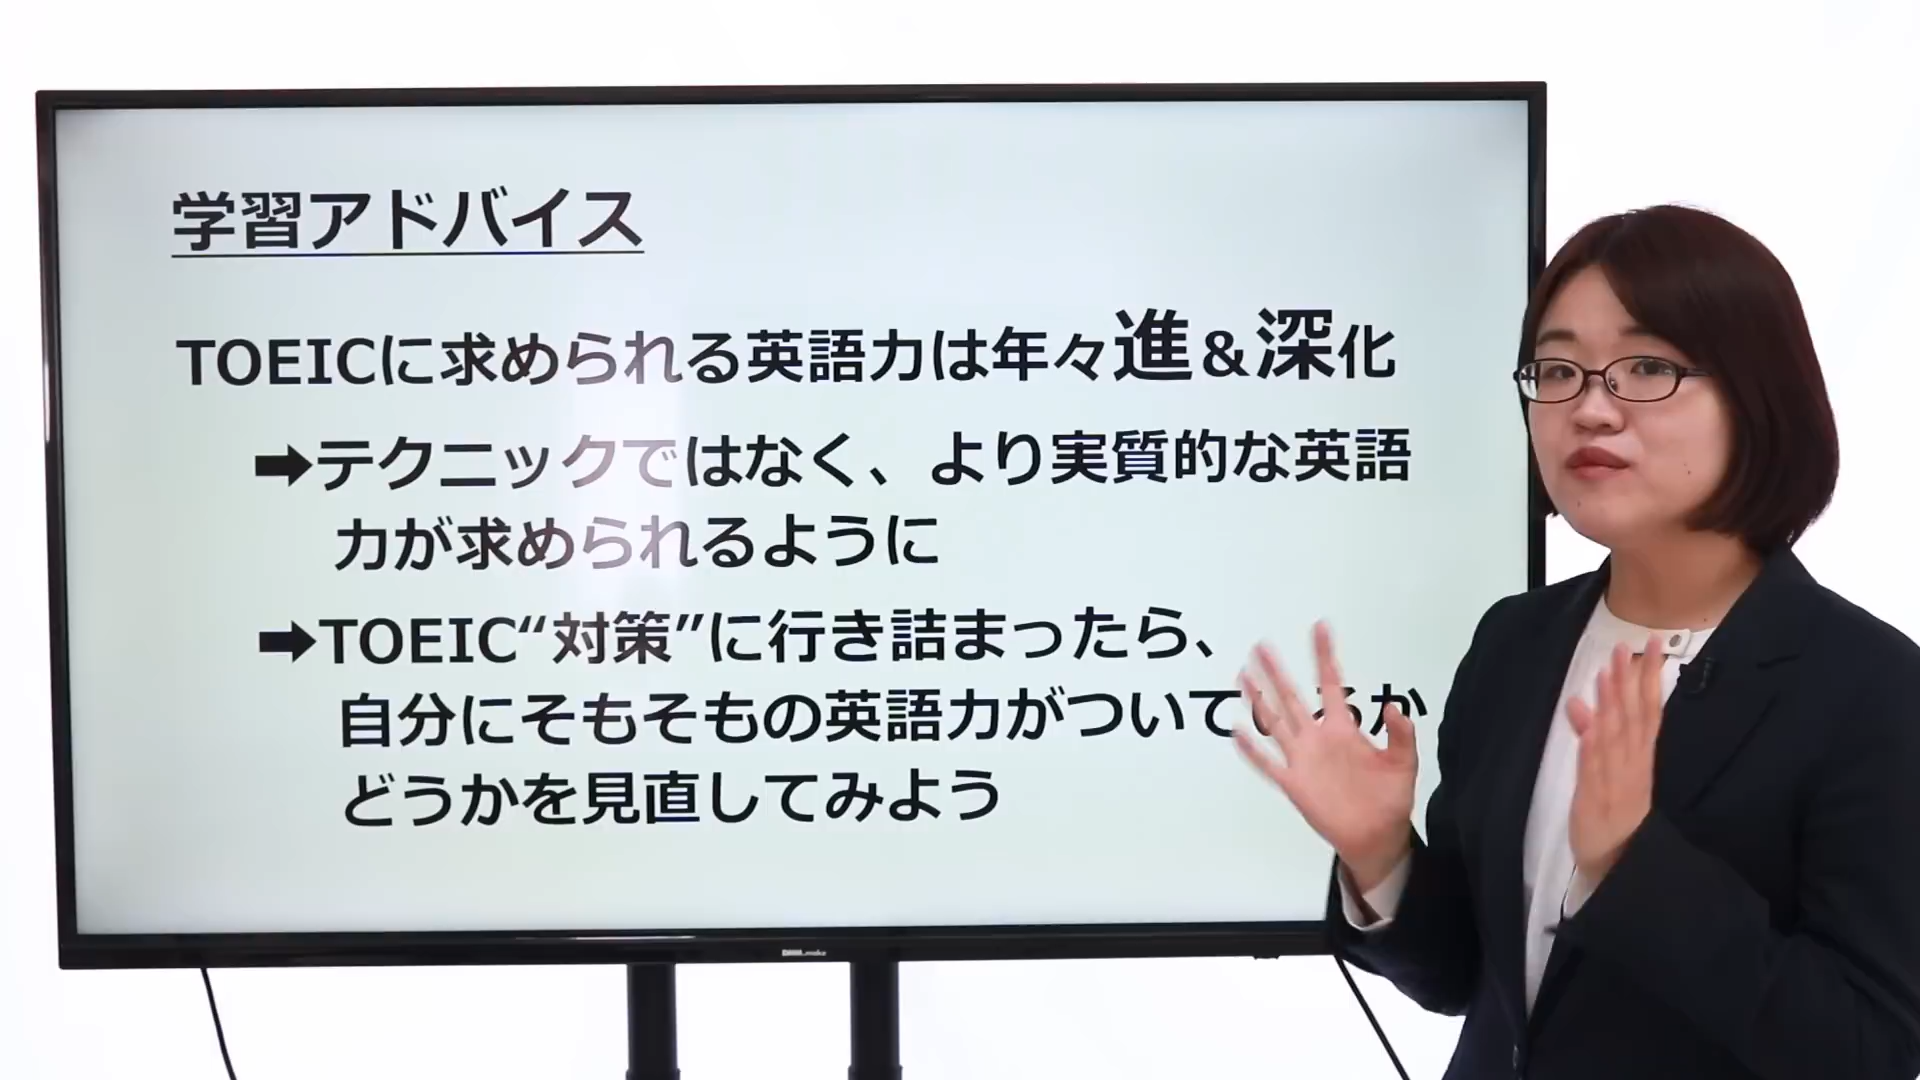 学習アドバイス
TOEICに求められる英語力は年々進&深化
➡テクニックではなく、より実質的な英語
力が求められるように
➡TOEIC“対策”に行き詰まったら、
自分にそもそもの英語力がついているか
どうかを見直してみよう